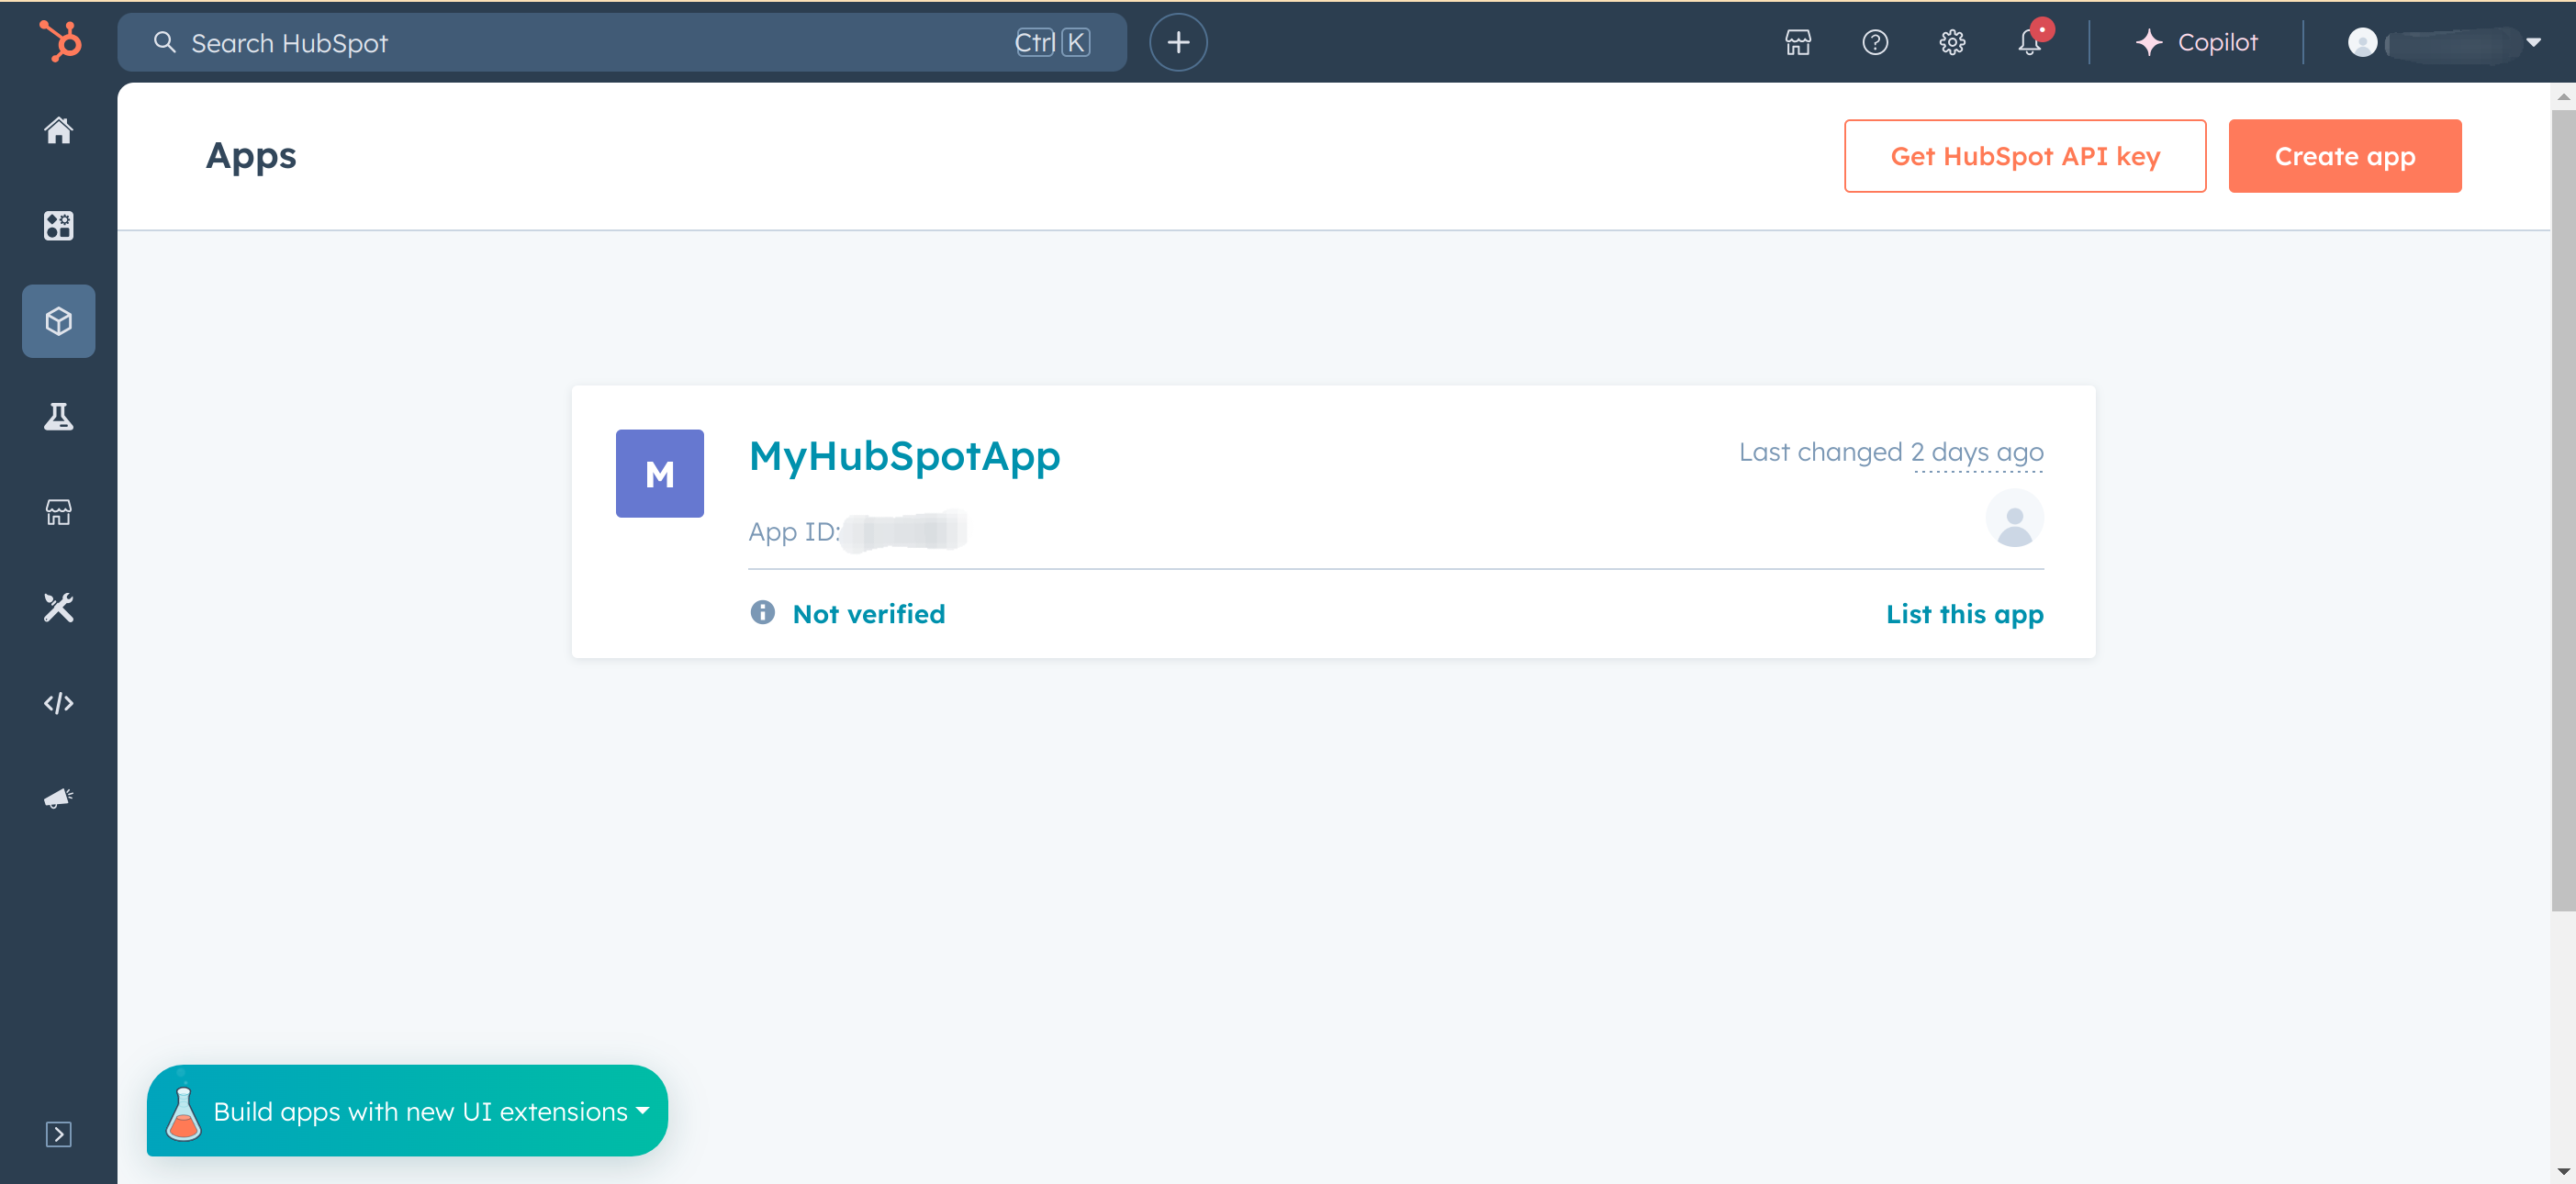 Search HubSpot
Ctrl K
Copilot
Apps
Get HubSpot API key
Create app
M
MyHubSpotApp
Last changed 2 days ago
App ID:
Not verified
List this app
Build apps with new UI extensions